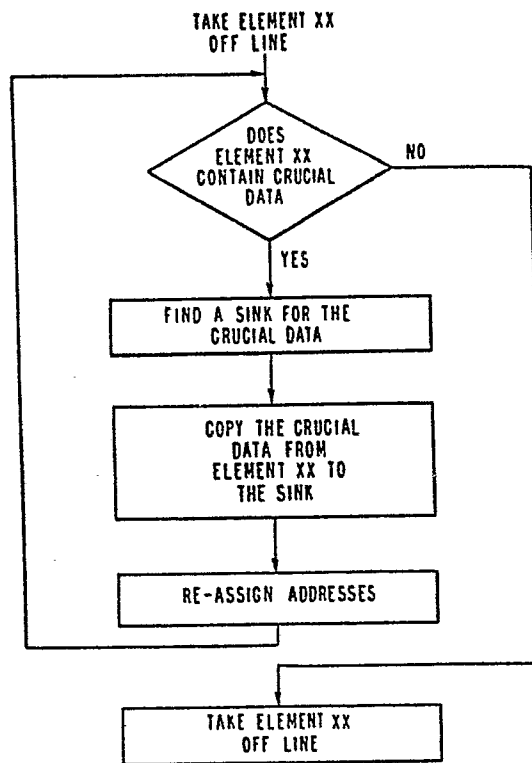 TAKE ELEMENT XX
OFF LINE
DOES
ELEMENT XX
CONTAIN CRUCIAL
DATA
NO
YES
FIND A SINK FOR THE
CRUCIAL DATA
COPY THE CRUCIAL
DATA FROM
ELEMENT XX TO
THE SINK
RE-ASSIGN ADDRESSES
TAKE ELEMENT XX
OFF LINE